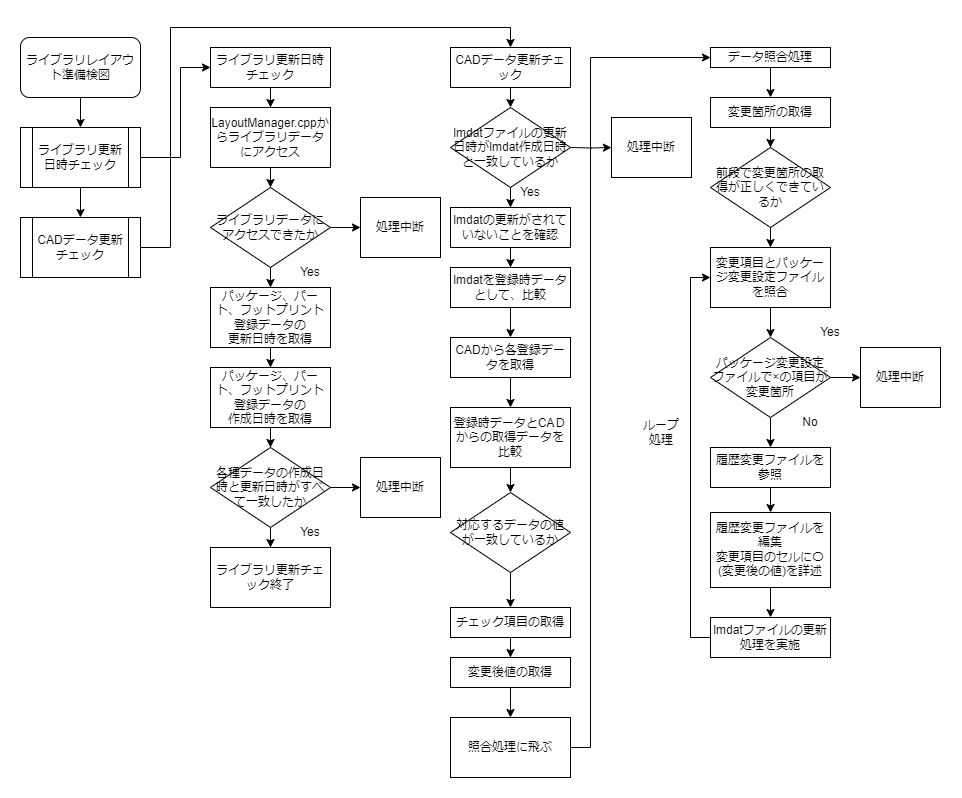 ライブラリレイアウ
ト準備検図
ライブラリ更新
日時チェック
CADデータ更新
チェック
ライブラリ更新日時
チェック
LayoutManager.cppか
らライブラリデータ
にアクセス
ライブラリデータに
アクセスできたか
処理中断
Yes
パッケージ、パー
ト、フットプリント
登録データの
更新日時を取得
パッケージ、パー
ト、フットプリント
登録データの
作成日時を取得
各種データの作成日
時と更新日時がすべ
て一致したか
処理中断
Yes
ライブラリ更新チェ
ック終了
CADデータ更新チェ
ック
lmdatファイルの更新
日時がlmdat作成日時
と一致しているか
処理中断
Yes
lmdatの更新がされて
いないことを確認
lmdatを登録時データ
として、比較
CADから各登録デー
タを取得
登録時データとCAD
からの取得データを
比較
対応するデータの値
が一致しているか
チェック項目の取得
変更後値の取得
照合処理に飛ぶ
データ照合処理
変更箇所の取得
前段で変更箇所の取
得が正しくできてい
るか
変更項目とパッケー
ジ変更設定ファイル
を照合
Yes
パッケージ変更設定
ファイルで×の項目が
変更箇所
処理中断
No
ループ
処理
履歴変更ファイルを
参照
履歴変更ファイルを
編集
変更項目のセルに〇
(変更後の値)を詳述
lmdatファイルの更新
処理を実施